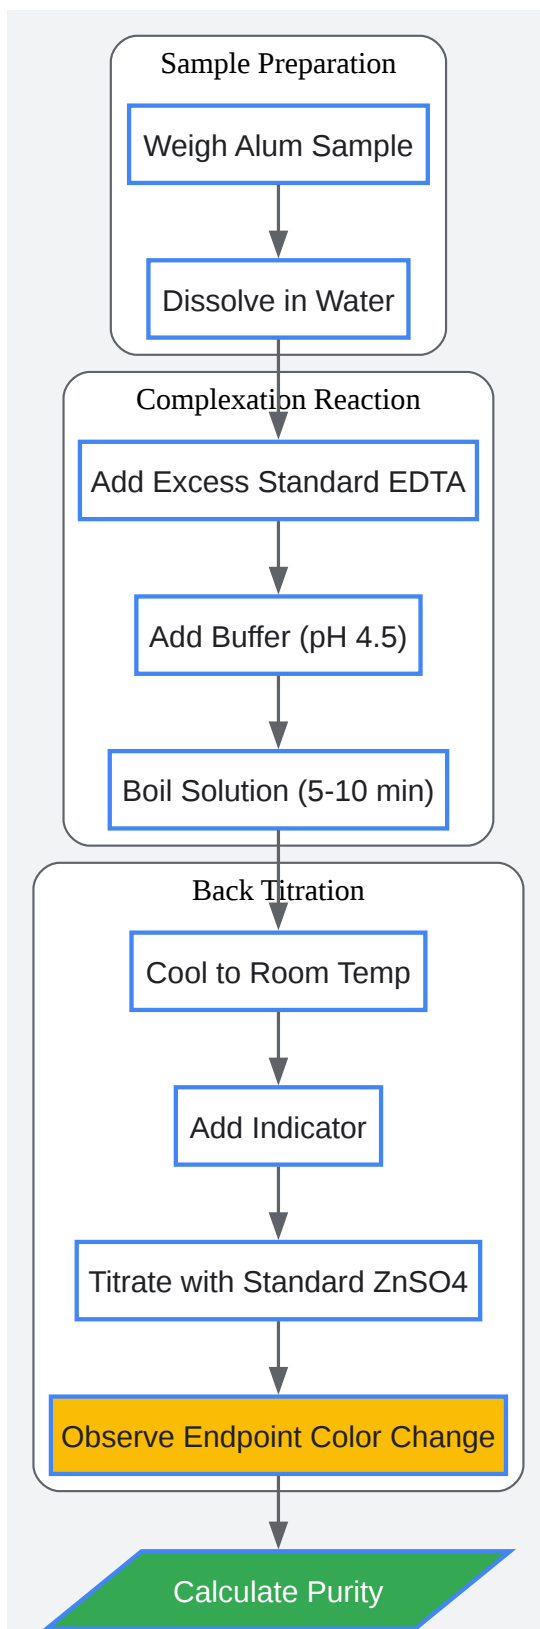 Sample Preparation
Weigh Alum Sample
Dissolve in Water
Complexation Reaction
Add Excess Standard EDTA
Add Buffer (pH 4.5)
Boil Solution (5-10 min)
Back Titration
Cool to Room Temp
Add Indicator
Titrate with Standard ZnSO4
Observe Endpoint Color Change
Calculate Purity